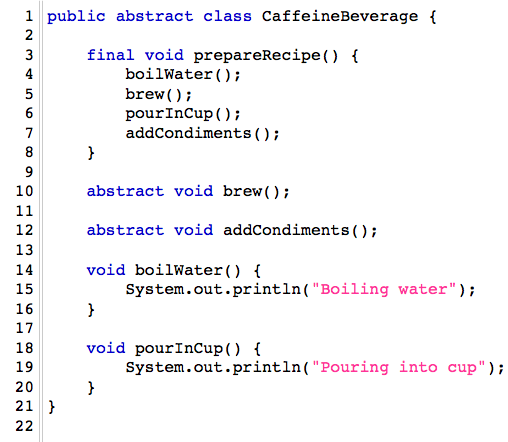 1 public abstract class CaffeineBeverage {
2
3     final void prepareRecipe() {
4         boilWater();
5         brew();
6         pourInCup();
7         addCondiments();
8     }
9
10     abstract void brew();
11
12     abstract void addCondiments();
13
14     void boilWater() {
15         System.out.println("Boiling water");
16     }
17
18     void pourInCup() {
19         System.out.println("Pouring into cup");
20     }
21 }
22